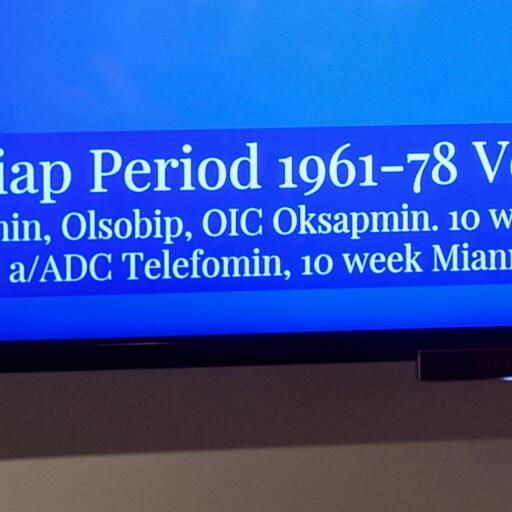 iap Period 1961-78 V
min, Olsobip, OIC Oksapmin. 10 w
a/ADC Telefomin, 10 week Mian